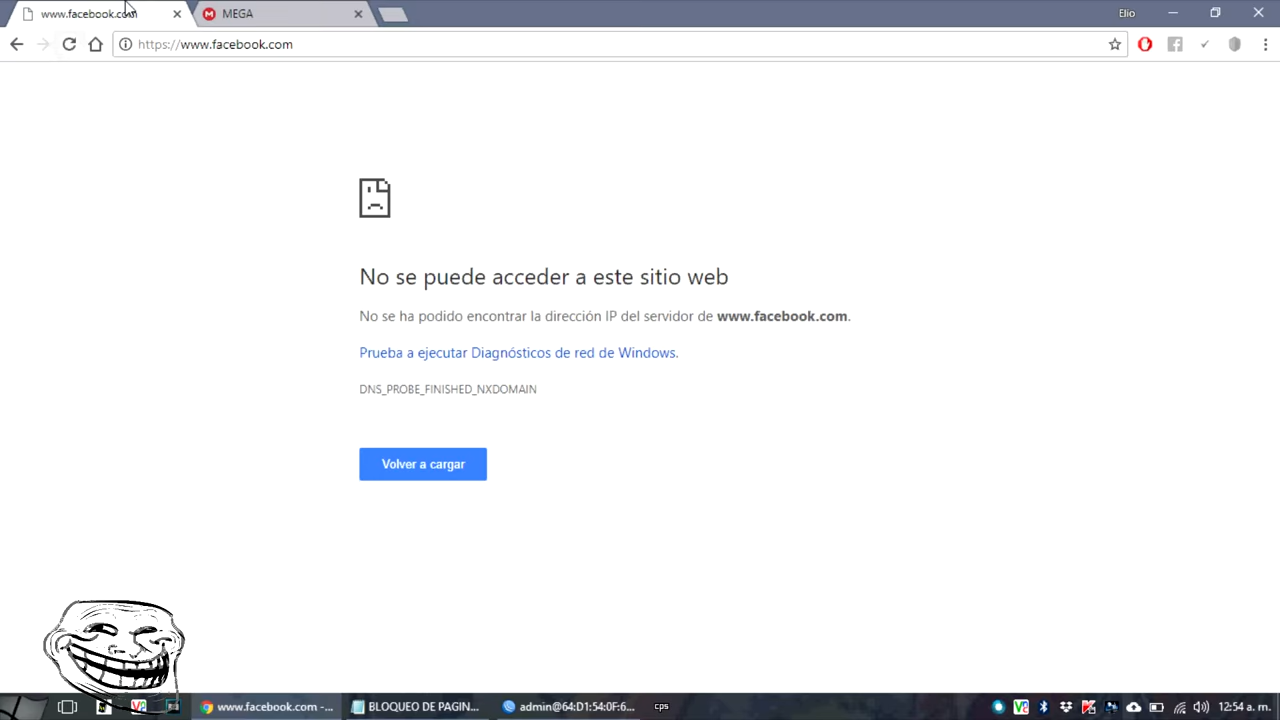 www.facebook.com
MEGA
Elio
https://www.facebook.com
No se puede acceder a este sitio web
No se ha podido encontrar la dirección IP del servidor de www.facebook.com.
Prueba a ejecutar Diagnósticos de red de Windows.
DNS_PROBE_FINISHED_NXDOMAIN
Volver a cargar
www.facebook.com -...
BLOQUEO DE PAGIN...
admin@64:D1:54:0F:6...
cps
12:54 a. m.